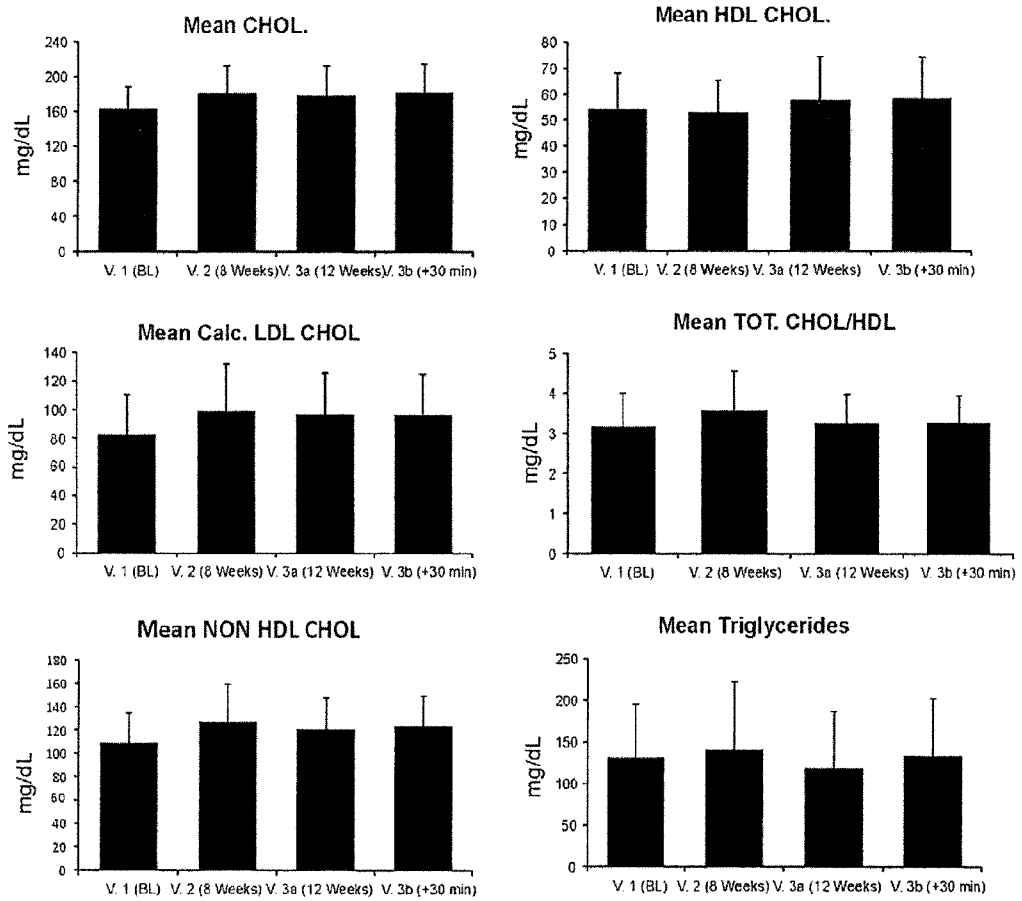 Mean CHOL.
240
200
160
120
80
40
0
mg/dL
V. 1 (BL) V. 2 (8 Weeks) V. 3a (12 Weeks) V. 3b (+30 min)
Mean HDL CHOL.
80
70
60
50
40
30
20
10
0
mg/dL
V. 1 (BL) V. 2 (8 Weeks) V. 3a (12 Weeks) V. 3b (+30 min)
Mean Calc. LDL CHOL
140
120
100
80
60
40
20
0
mg/dL
V. 1 (BL) V. 2 (8 Weeks) V. 3a (12 Weeks) V. 3b (+30 min)
Mean TOT. CHOL/HDL
5
4
3
2
1
0
mg/dL
V. 1 (BL) V. 2 (8 Weeks) V. 3a (12 Weeks) V. 3b (+30 min)
Mean NON HDL CHOL
180
160
140
120
100
80
60
40
20
0
mg/dL
V. 1 (BL) V. 2 (8 Weeks) V. 3a (12 Weeks) V. 3b (+30 min)
Mean Triglycerides
250
200
150
100
50
0
mg/dL
V. 1 (BL) V. 2 (8 Weeks) V. 3a (12 Weeks) V. 3b (+30 min)